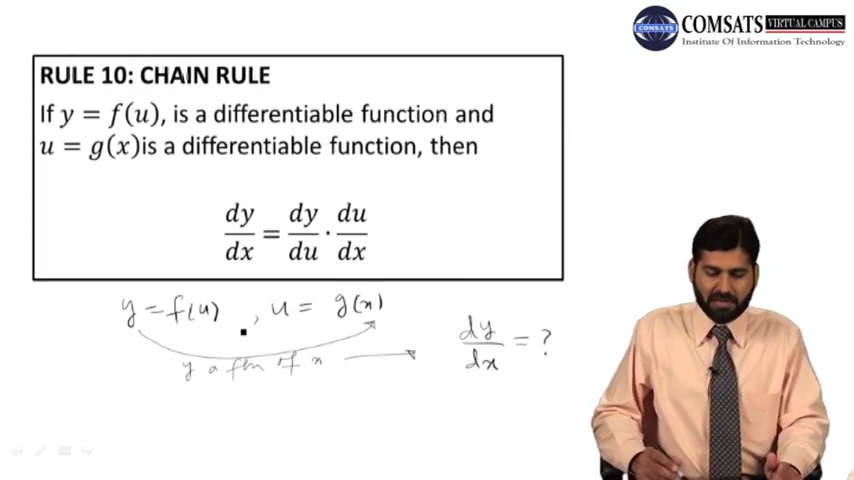 COMSATS VIRTUAL CAMPUS
COMSATS
Institute Of Information Technology
RULE 10: CHAIN RULE
If y = f(u), is a differentiable function and
u = g(x)is a differentiable function, then
dy/dx = dy/du · du/dx
y = f(u) , u = g(x)
dy/dx = ?
y a fn of x